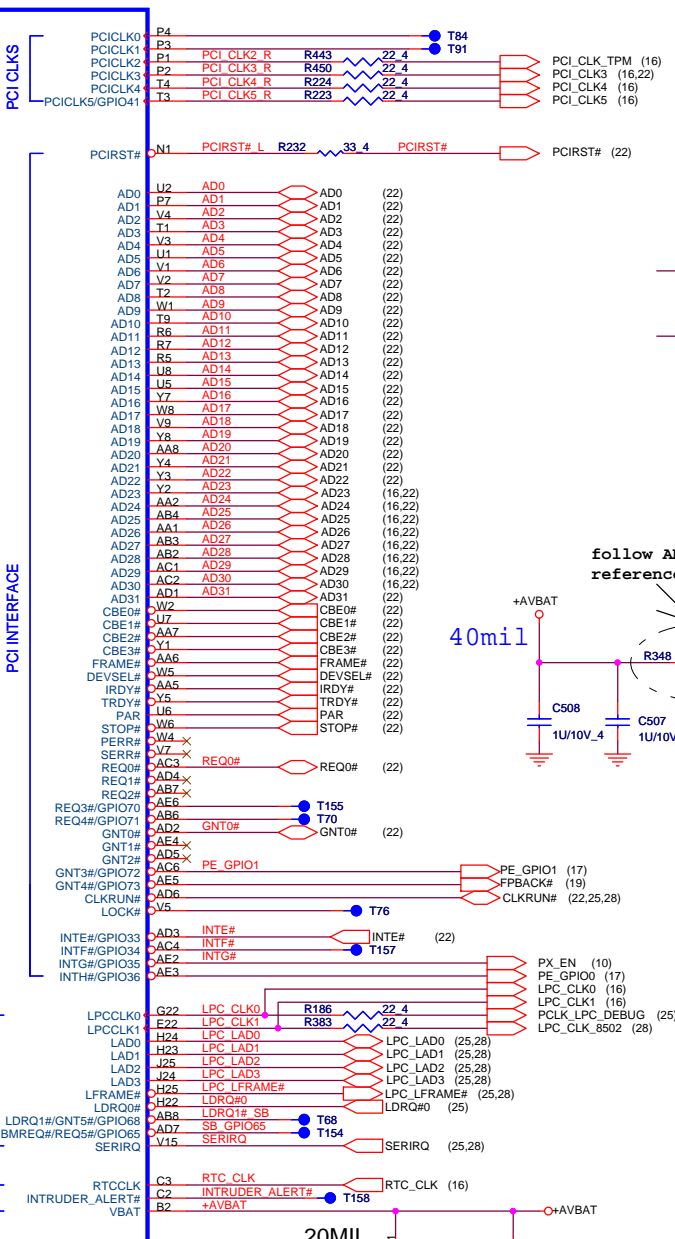 PCI CLKS
PCICLK0 P4 T84
PCICLK1 P3 T91
PCICLK2 P1 PCI_CLK2_R R443 22_4 PCI_CLK_TPM (16)
PCICLK3 P2 PCI_CLK3_R R450 22_4 PCI_CLK3 (16,22)
PCICLK4 T4 PCI_CLK4_R R224 22_4 PCI_CLK4 (16)
PCICLK5/GPIO41 T3 PCI_CLK5_R R223 22_4 PCI_CLK5 (16)
PCIRST# N1 PCIRST#_L R232 33_4 PCIRST# PCIRST# (22)
PCI INTERFACE
AD0 U2 AD0 AD0 (22)
AD1 P7 AD1 AD1 (22)
AD2 V4 AD2 AD2 (22)
AD3 T1 AD3 AD3 (22)
AD4 V3 AD4 AD4 (22)
AD5 U1 AD5 AD5 (22)
AD6 V1 AD6 AD6 (22)
AD7 V2 AD7 AD7 (22)
AD8 T2 AD8 AD8 (22)
AD9 W1 AD9 AD9 (22)
AD10 T9 AD10 AD10 (22)
AD11 R6 AD11 AD11 (22)
AD12 R7 AD12 AD12 (22)
AD13 R5 AD13 AD13 (22)
AD14 U8 AD14 AD14 (22)
AD15 U5 AD15 AD15 (22)
AD16 Y7 AD16 AD16 (22)
AD17 W8 AD17 AD17 (22)
AD18 V9 AD18 AD18 (22)
AD19 Y8 AD19 AD19 (22)
AD20 AA8 AD20 AD20 (22)
AD21 Y4 AD21 AD21 (22)
AD22 Y3 AD22 AD22 (22)
AD23 Y2 AD23 AD23 (16,22)
AD24 AA2 AD24 AD24 (16,22)
AD25 AB4 AD25 AD25 (16,22)
AD26 AA1 AD26 AD26 (16,22)
AD27 AB3 AD27 AD27 (16,22)
AD28 AB2 AD28 AD28 (16,22)
AD29 AC1 AD29 AD29 (16,22)
AD30 AC2 AD30 AD30 (16,22)
AD31 AD1 AD31 AD31 (22)
CBE0# W2 CBE0# (22)
CBE1# U7 CBE1# (22)
CBE2# AA7 CBE2# (22)
CBE3# Y1 CBE3# (22)
FRAME# AA6 FRAME# (22)
DEVSEL# W5 DEVSEL# (22)
IRDY# AA5 IRDY# (22)
TRDY# Y5 TRDY# (22)
PAR U6 PAR (22)
STOP# W6 STOP# (22)
PERR# W4
SERR# V7
REQ0# AC3 REQ0# REQ0# (22)
REQ1# AD4
REQ2# AB7
REQ3#/GPIO70 AE6 T155
REQ4#/GPIO71 AB6 T70
GNT0# AD2 GNT0# GNT0# (22)
GNT1# AE4
GNT2# AD5
GNT3#/GPIO72 AC6 PE_GPIO1 PE_GPIO1 (17)
GNT4#/GPIO73 AE5 FPBACK# (19)
CLKRUN# AD6 CLKRUN# (22,25,28)
LOCK# V5 T76
INTE#/GPIO33 AD3 INTE# INTE# (22)
INTF#/GPIO34 AC4 INTF# T157
INTG#/GPIO35 AE2 INTG# PX_EN (10)
INTH#/GPIO36 AE3 PE_GPIO0 (17)
LPC_CLK0 (16)
LPC_CLK1 (16)
LPCCLK0 G22 LPC_CLK0 R186 22_4 PCLK_LPC_DEBUG (25)
LPCCLK1 E22 LPC_CLK1 R383 22_4 LPC_CLK_8502 (28)
LAD0 H24 LPC_LAD0 LPC_LAD0 (25,28)
LAD1 H23 LPC_LAD1 LPC_LAD1 (25,28)
LAD2 J25 LPC_LAD2 LPC_LAD2 (25,28)
LAD3 J24 LPC_LAD3 LPC_LAD3 (25,28)
LFRAME# H25 LPC_LFRAME# LPC_LFRAME# (25,28)
LDRQ0# H22 LDRQ#0 LDRQ#0 (25)
LDRQ1#/GNT5#/GPIO68 AB8 LDRQ1#_SB T68
BMREQ#/REQ5#/GPIO65 AD7 SB_GPIO65 T154
SERIRQ V15 SERIRQ SERIRQ (25,28)
RTCCLK C3 RTC_CLK RTC_CLK (16)
INTRUDER_ALERT# C2 INTRUDER_ALERT# T158
VBAT B2 +AVBAT +AVBAT
20MIL
follow
reference
+AVBAT
40mil
R348
C508
1U/10V_4
C507
1U/10V